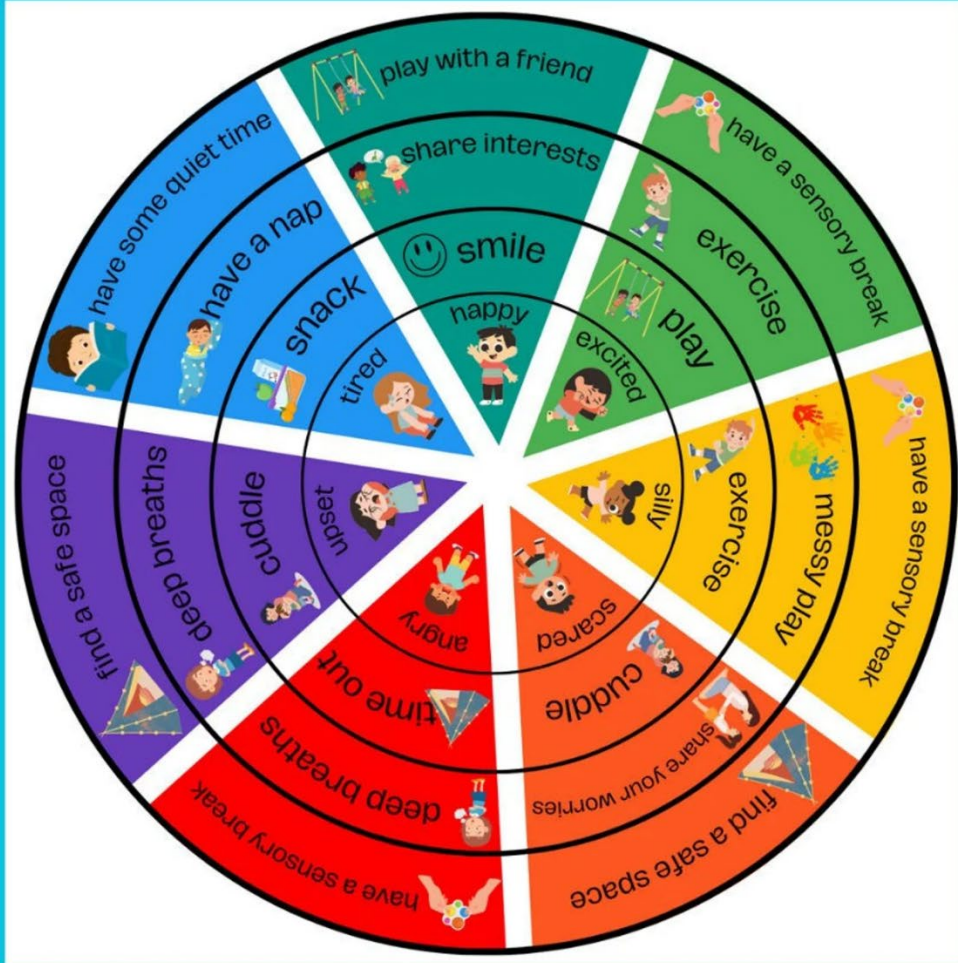 play with a friend
share interests
smile
happy
have a sensory break
exercise
play
excited
have a sensory break
messy play
exercise
silly
find a safe space
share your worries
cuddle
scared
have a sensory break
deep breaths
time out
angry
find a safe space
deep breaths
cuddle
upset
have some quiet time
have a nap
snack
tired